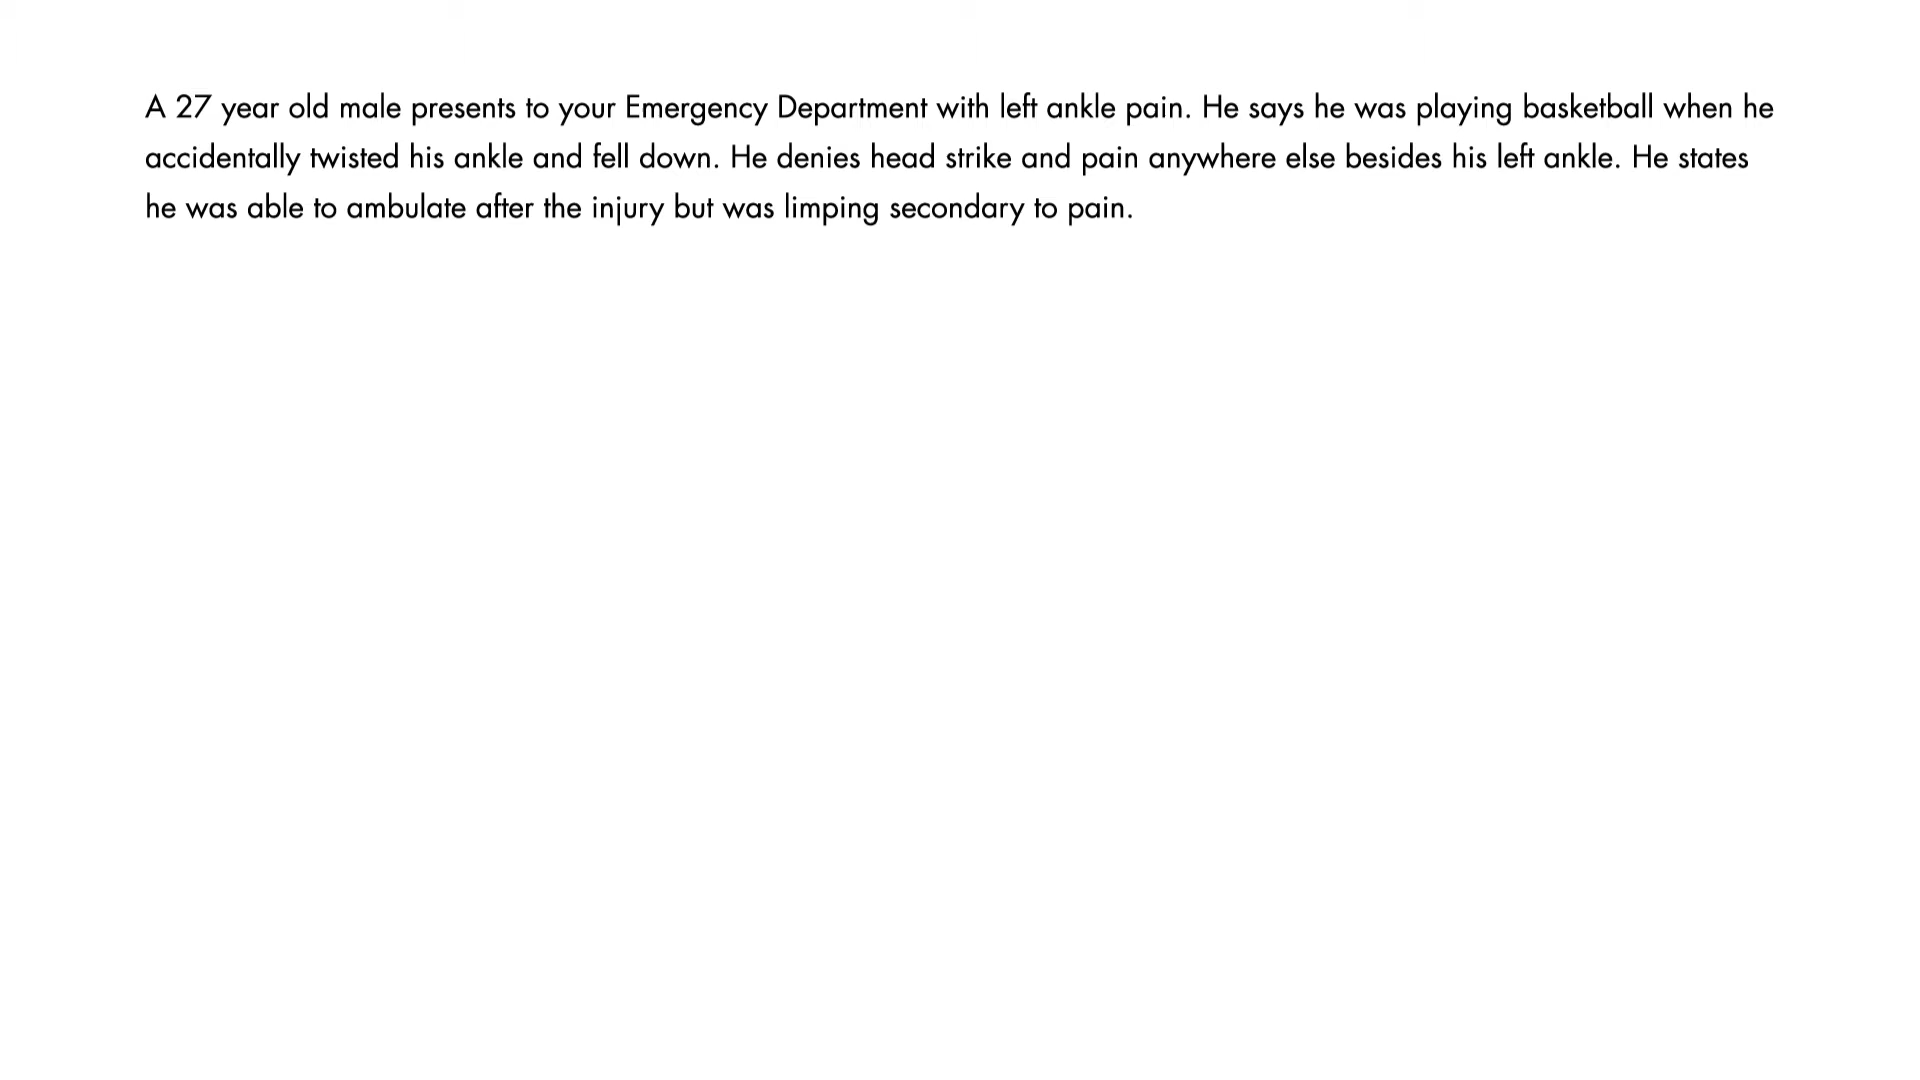 A 27 year old male presents to your Emergency Department with left ankle pain. He says he was playing basketball when he
accidentally twisted his ankle and fell down. He denies head strike and pain anywhere else besides his left ankle. He states
he was able to ambulate after the injury but was limping secondary to pain.